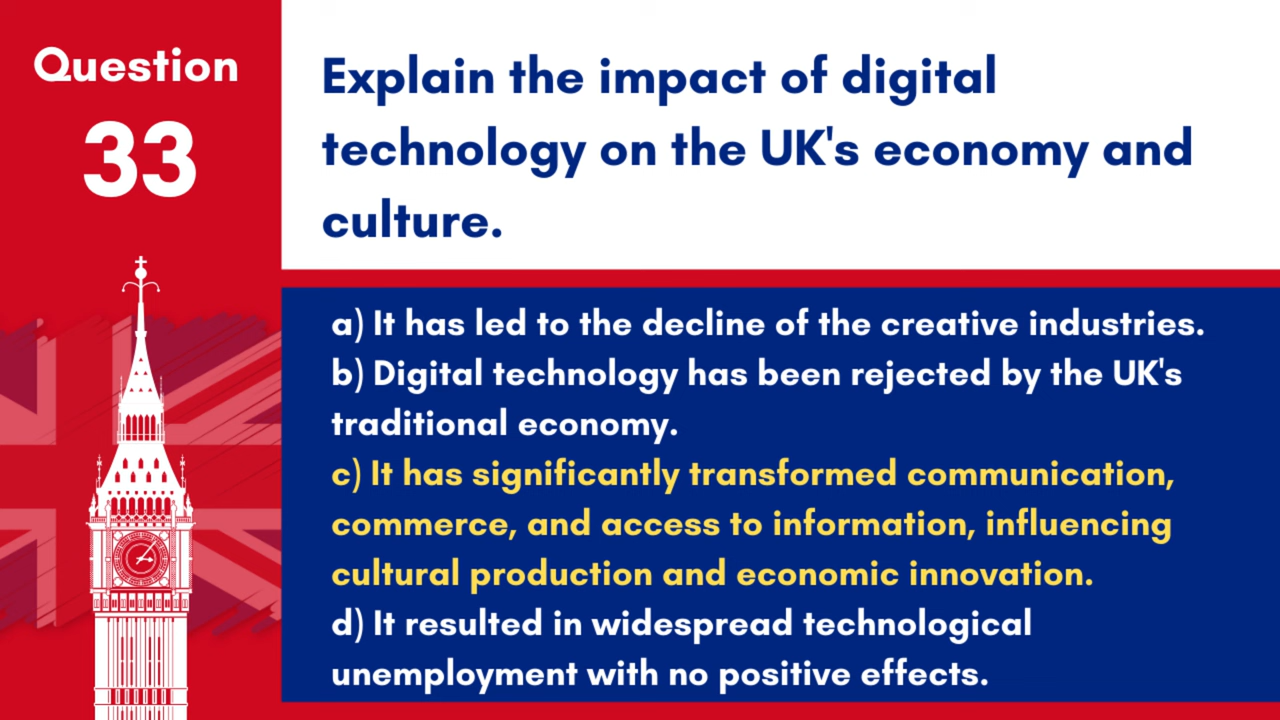 Question
33
Explain the impact of digital
technology on the UK's economy and
culture.
a) It has led to the decline of the creative industries.
b) Digital technology has been rejected by the UK's
traditional economy.
c) It has significantly transformed communication,
commerce, and access to information, influencing
cultural production and economic innovation.
d) It resulted in widespread technological
unemployment with no positive effects.